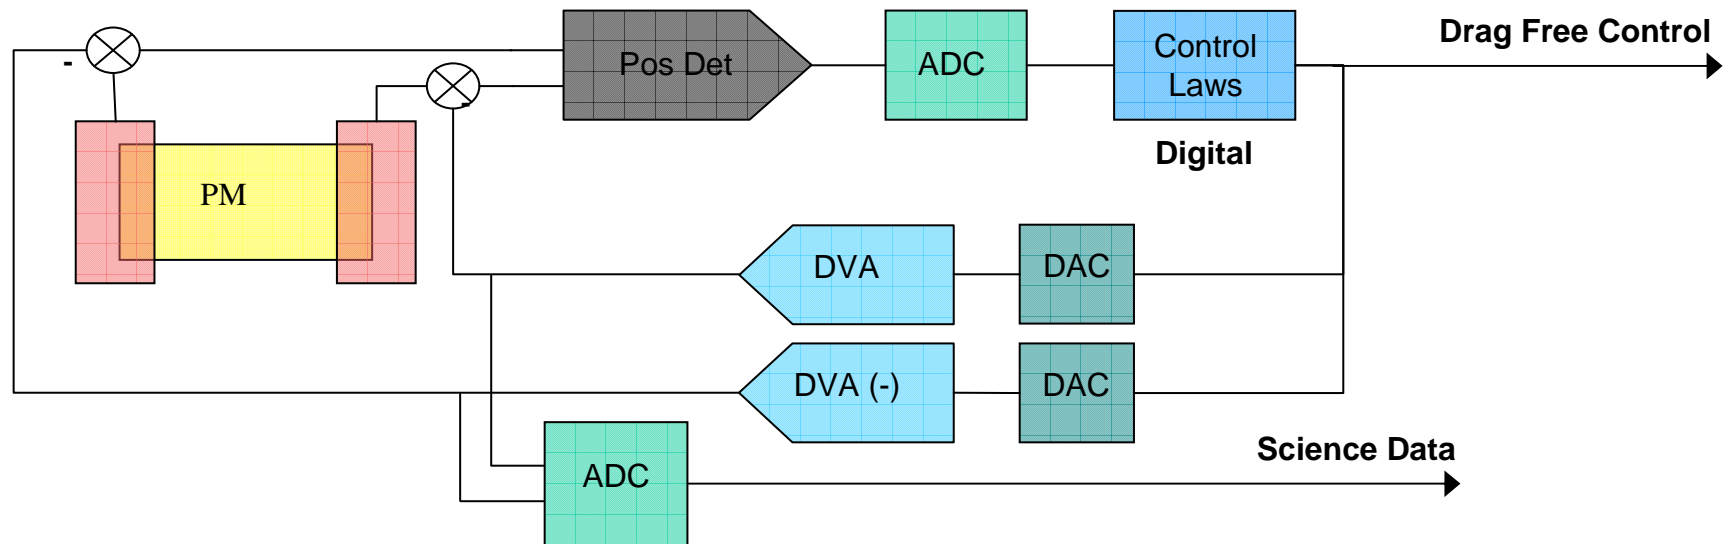 Drag Free Control
-
Pos Det
ADC
Control
Laws
-
Digital
PM
DVA
DAC
DVA (-)
DAC
Science Data
ADC